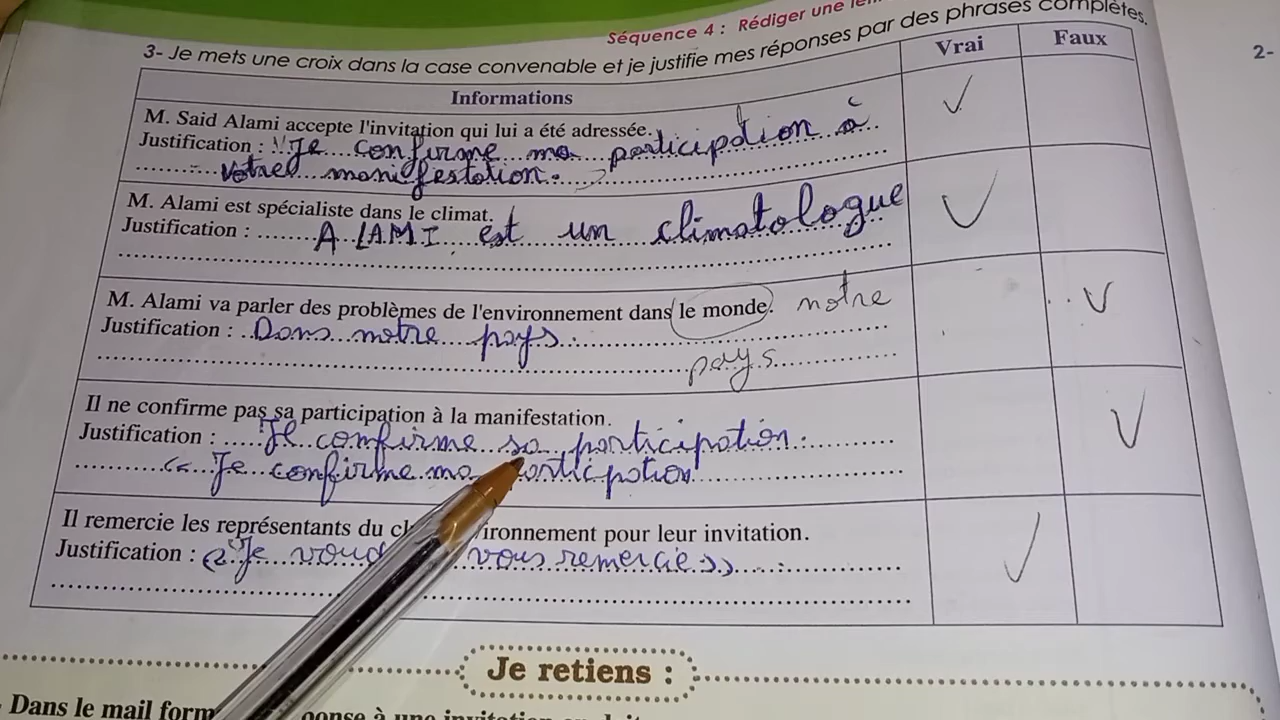 Séquence 4 : Rédiger une
3- Je mets une croix dans la case convenable et je justifie mes réponses par des phrases complètes.
2-
Informations
Vrai
Faux
M. Said Alami accepte l'invitation qui lui a été adressée.
Justification : "Je confirme ma participation à
votre manifestation.
M. Alami est spécialiste dans le climat.
Justification : ALAMI est un climatologue
M. Alami va parler des problèmes de l'environnement dans le monde. notre
Justification : Dans notre pays.
pays
Il ne confirme pas sa participation à la manifestation.
Justification : Il confirme sa participation.
« Je confirme ma participation
Il remercie les représentants du ironnement pour leur invitation.
Justification : « Je vous remercie »
Je retiens :
Dans le mail à une invitation